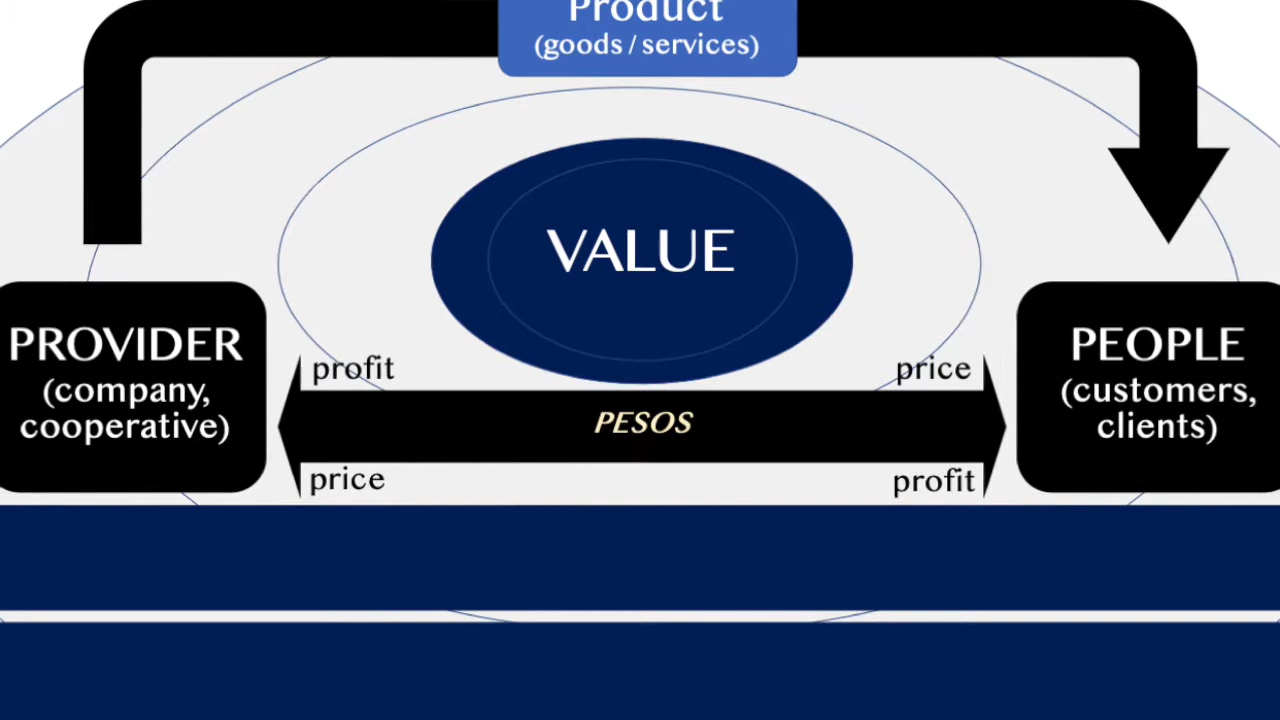 Product
(goods / services)
VALUE
PROVIDER
(company,
cooperative)
PEOPLE
(customers,
clients)
profit
price
PESOS
price
profit